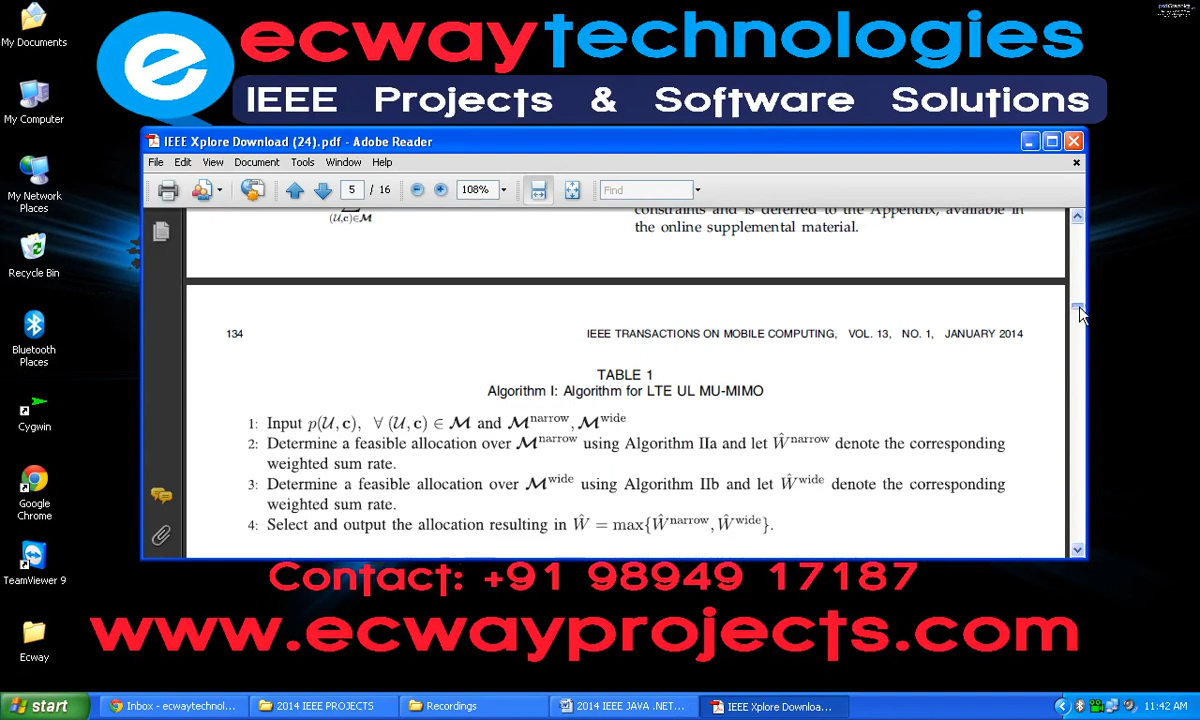 My Documents
My Computer
My Network
Places
Recycle Bin
Bluetooth
Places
Cygwin
Google
Chrome
TeamViewer 9
Ecway
e ecwaytechnologies
IEEE Projects & Software Solutions
IEEE Xplore Download (24).pdf - Adobe Reader
File Edit View Document Tools Window Help
5 / 16 108% Find
(𝒰,c)∈ℳ
constraints and is deferred to the Appendix, available in
the online supplemental material.
134 IEEE TRANSACTIONS ON MOBILE COMPUTING, VOL. 13, NO. 1, JANUARY 2014
TABLE 1
Algorithm I: Algorithm for LTE UL MU-MIMO
1: Input p(𝒰, c), ∀ (𝒰, c) ∈ ℳ and ℳ^narrow, ℳ^wide
2: Determine a feasible allocation over ℳ^narrow using Algorithm IIa and let Ŵ^narrow denote the corresponding
weighted sum rate.
3: Determine a feasible allocation over ℳ^wide using Algorithm IIb and let Ŵ^wide denote the corresponding
weighted sum rate.
4: Select and output the allocation resulting in Ŵ = max{Ŵ^narrow, Ŵ^wide}.
Contact: +91 98949 17187
www.ecwayprojects.com
start
Inbox - ecwaytechnol...
2014 IEEE PROJECTS
Recordings
2014 IEEE JAVA .NET...
IEEE Xplore Downloa...
11:42 AM